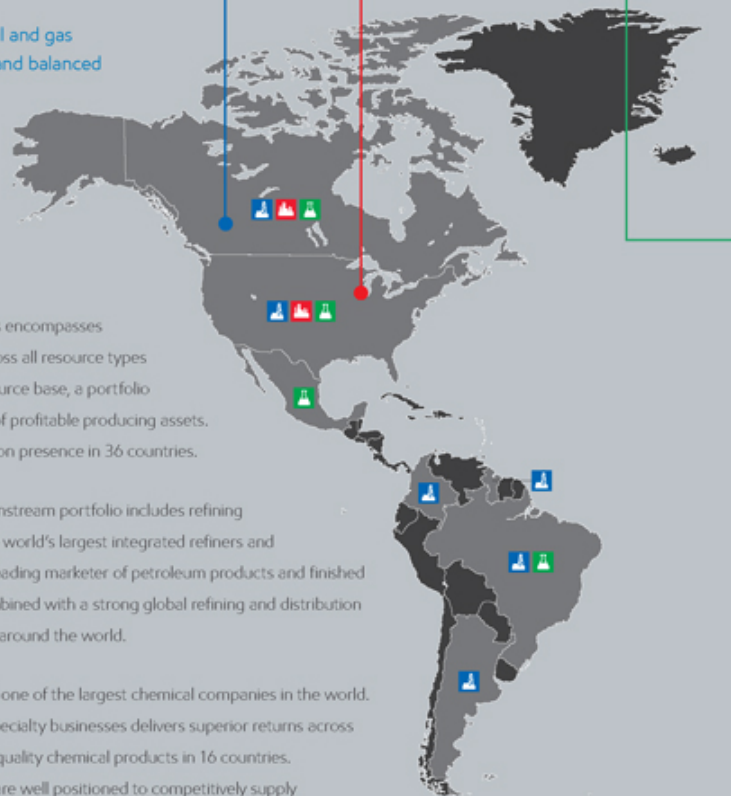 l and gas
and balanced
encompasses
oss all resource types
urce base, a portfolio
of profitable producing assets.
on presence in 36 countries.
nstream portfolio includes refining
world's largest integrated refiners and
ading marketer of petroleum products and finished
bined with a strong global refining and distribution
around the world.
one of the largest chemical companies in the world.
ecialty businesses delivers superior returns across
quality chemical products in 16 countries.
re well positioned to competitively supply